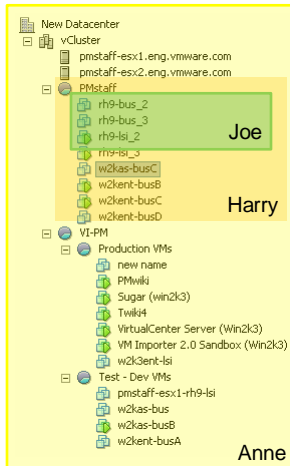 New Datacenter
vCluster
pmstaff-esx1.eng.vmware.com
pmstaff-esx2.eng.vmware.com
PMstaff
rh9-bus_2
rh9-bus_3
rh9-lsi_2
Joe
rh9-lsi_3
w2kas-busC
w2kent-busB
w2kent-busC
Harry
w2kent-busD
VI-PM
Production VMs
new name
PMwiki
Sugar (win2k3)
Twiki4
VirtualCenter Server (Win2k3)
VM Importer 2.0 Sandbox (Win2k3)
w2k3ent-lsi
Test - Dev VMs
pmstaff-esx1-rh9-lsi
w2kas-bus
w2kas-busB
w2kent-busA
Anne